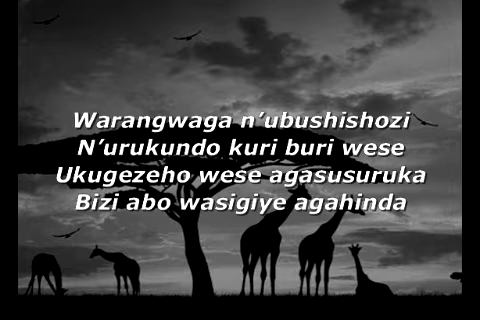 Warangwaga n’ubushishozi
N’urukundo kuri buri wese
Ukugezeho wese agasusuruka
Bizi abo wasigiye agahinda